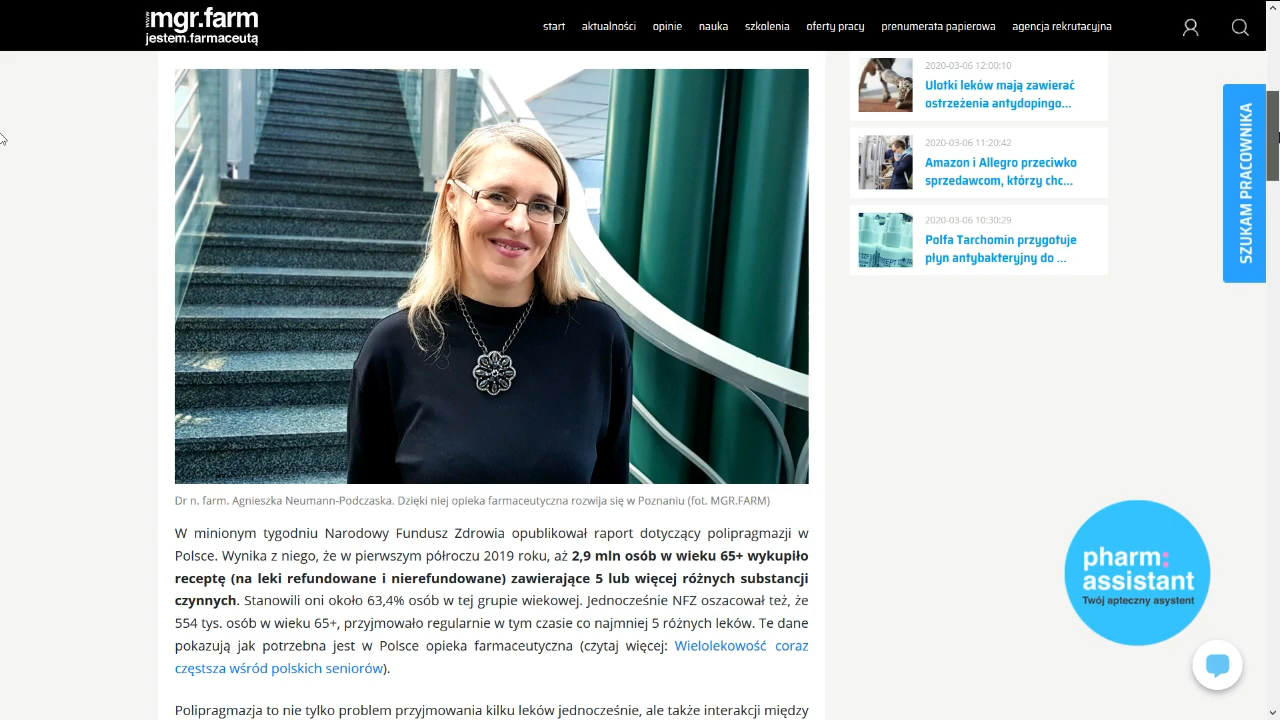 www.mgr.farm
jestem.farmaceutą
start aktualności opinie nauka szkolenia oferty pracy prenumerata papierowa agencja rekrutacyjna
2020-03-06 12:00:10
Ulotki leków mają zawierać
ostrzeżenia antydopingo...
2020-03-06 11:20:42
Amazon i Allegro przeciwko
sprzedawcom, którzy chc...
2020-03-06 10:30:29
Polfa Tarchomin przygotuje
płyn antybakteryjny do ...
SZUKAM PRACOWNIKA
Dr n. farm. Agnieszka Neumann-Podczaska. Dzięki niej opieka farmaceutyczna rozwija się w Poznaniu (fot. MGR.FARM)
W minionym tygodniu Narodowy Fundusz Zdrowia opublikował raport dotyczący polipragmazji w
Polsce. Wynika z niego, że w pierwszym półroczu 2019 roku, aż 2,9 mln osób w wieku 65+ wykupiło
receptę (na leki refundowane i nierefundowane) zawierające 5 lub więcej różnych substancji
czynnych. Stanowili oni około 63,4% osób w tej grupie wiekowej. Jednocześnie NFZ oszacował też, że
554 tys. osób w wieku 65+, przyjmowało regularnie w tym czasie co najmniej 5 różnych leków. Te dane
pokazują jak potrzebna jest w Polsce opieka farmaceutyczna (czytaj więcej: Wielolekowość coraz
częstsza wśród polskich seniorów).
Polipragmazja to nie tylko problem przyjmowania kilku leków jednocześnie, ale także interakcji między
pharm:
assistant
Twój apteczny asystent